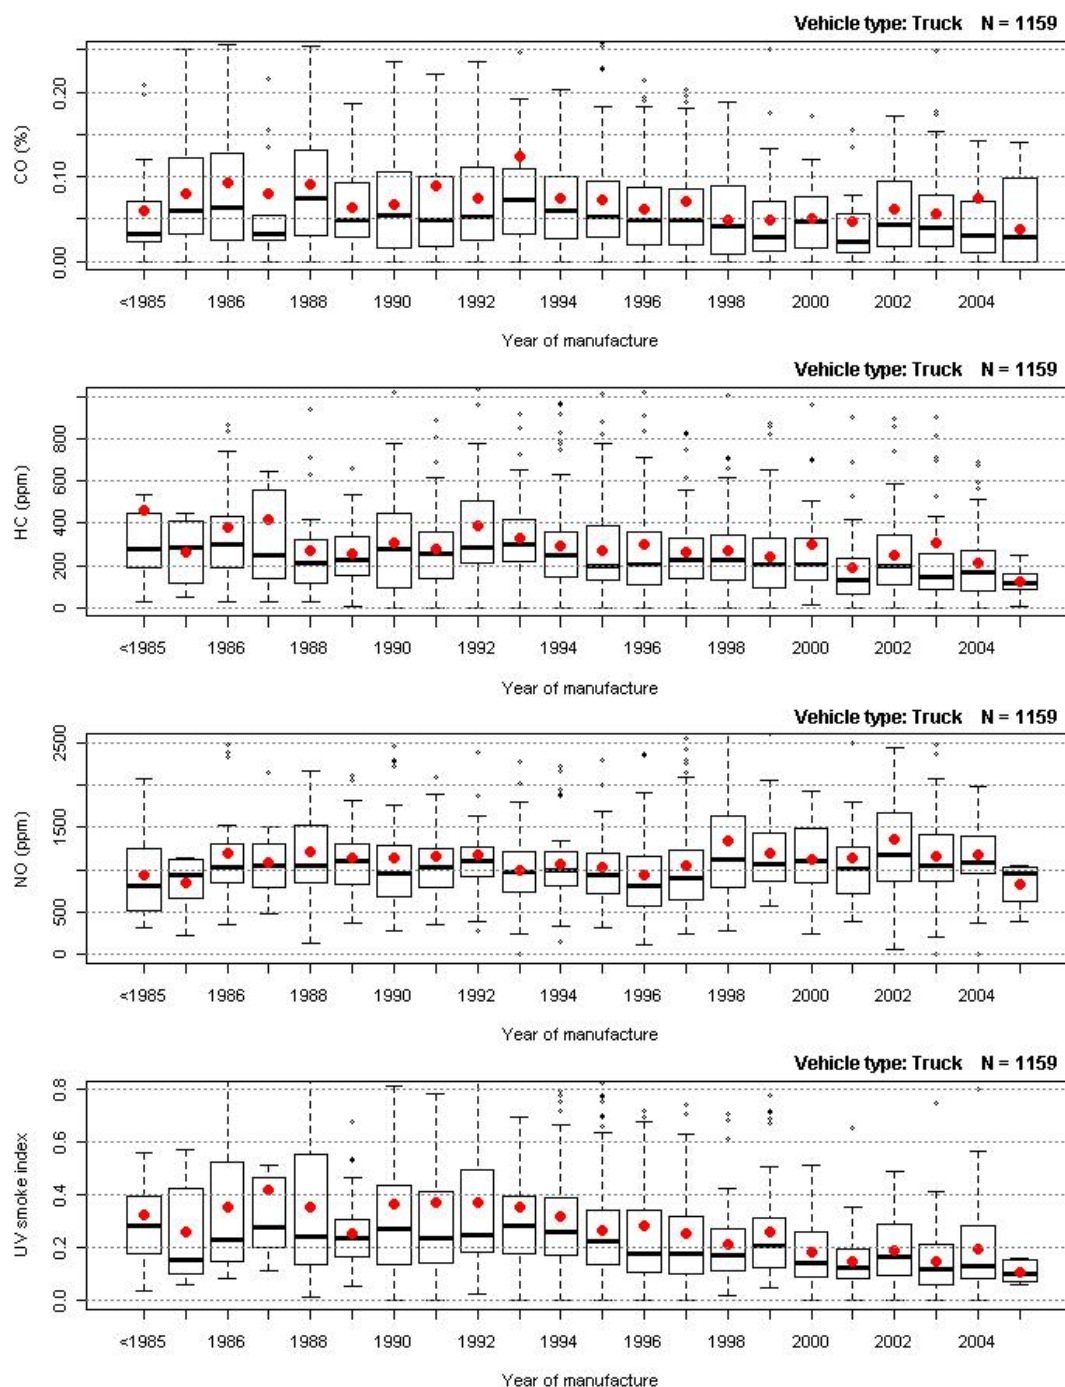 Vehicle type: Truck N = 1159
CO (%)
0.20
0.10
0.00
<1985 1986 1988 1990 1992 1994 1996 1998 2000 2002 2004
Year of manufacture
Vehicle type: Truck N = 1159
HC (ppm)
800
600
400
200
0
<1985 1986 1988 1990 1992 1994 1996 1998 2000 2002 2004
Year of manufacture
Vehicle type: Truck N = 1159
NO (ppm)
2500
1500
500
0
<1985 1986 1988 1990 1992 1994 1996 1998 2000 2002 2004
Year of manufacture
Vehicle type: Truck N = 1159
UV smoke index
0.8
0.6
0.4
0.2
0.0
<1985 1986 1988 1990 1992 1994 1996 1998 2000 2002 2004
Year of manufacture